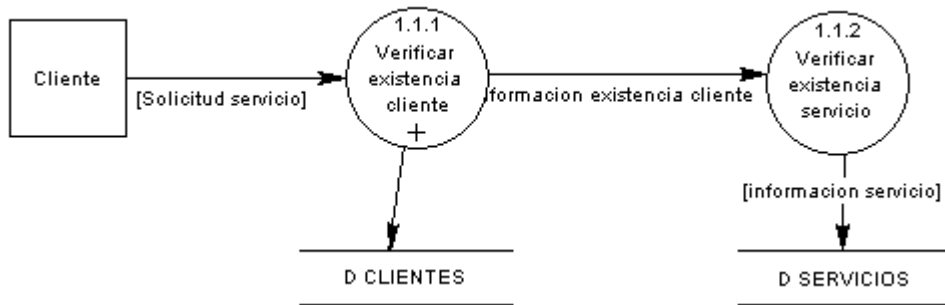 1.1.1
Verificar
existencia
cliente
+
1.1.2
Verificar
existencia
servicio
Cliente
[Solicitud servicio]
formacion existencia cliente
[informacion servicio]
D CLIENTES
D SERVICIOS